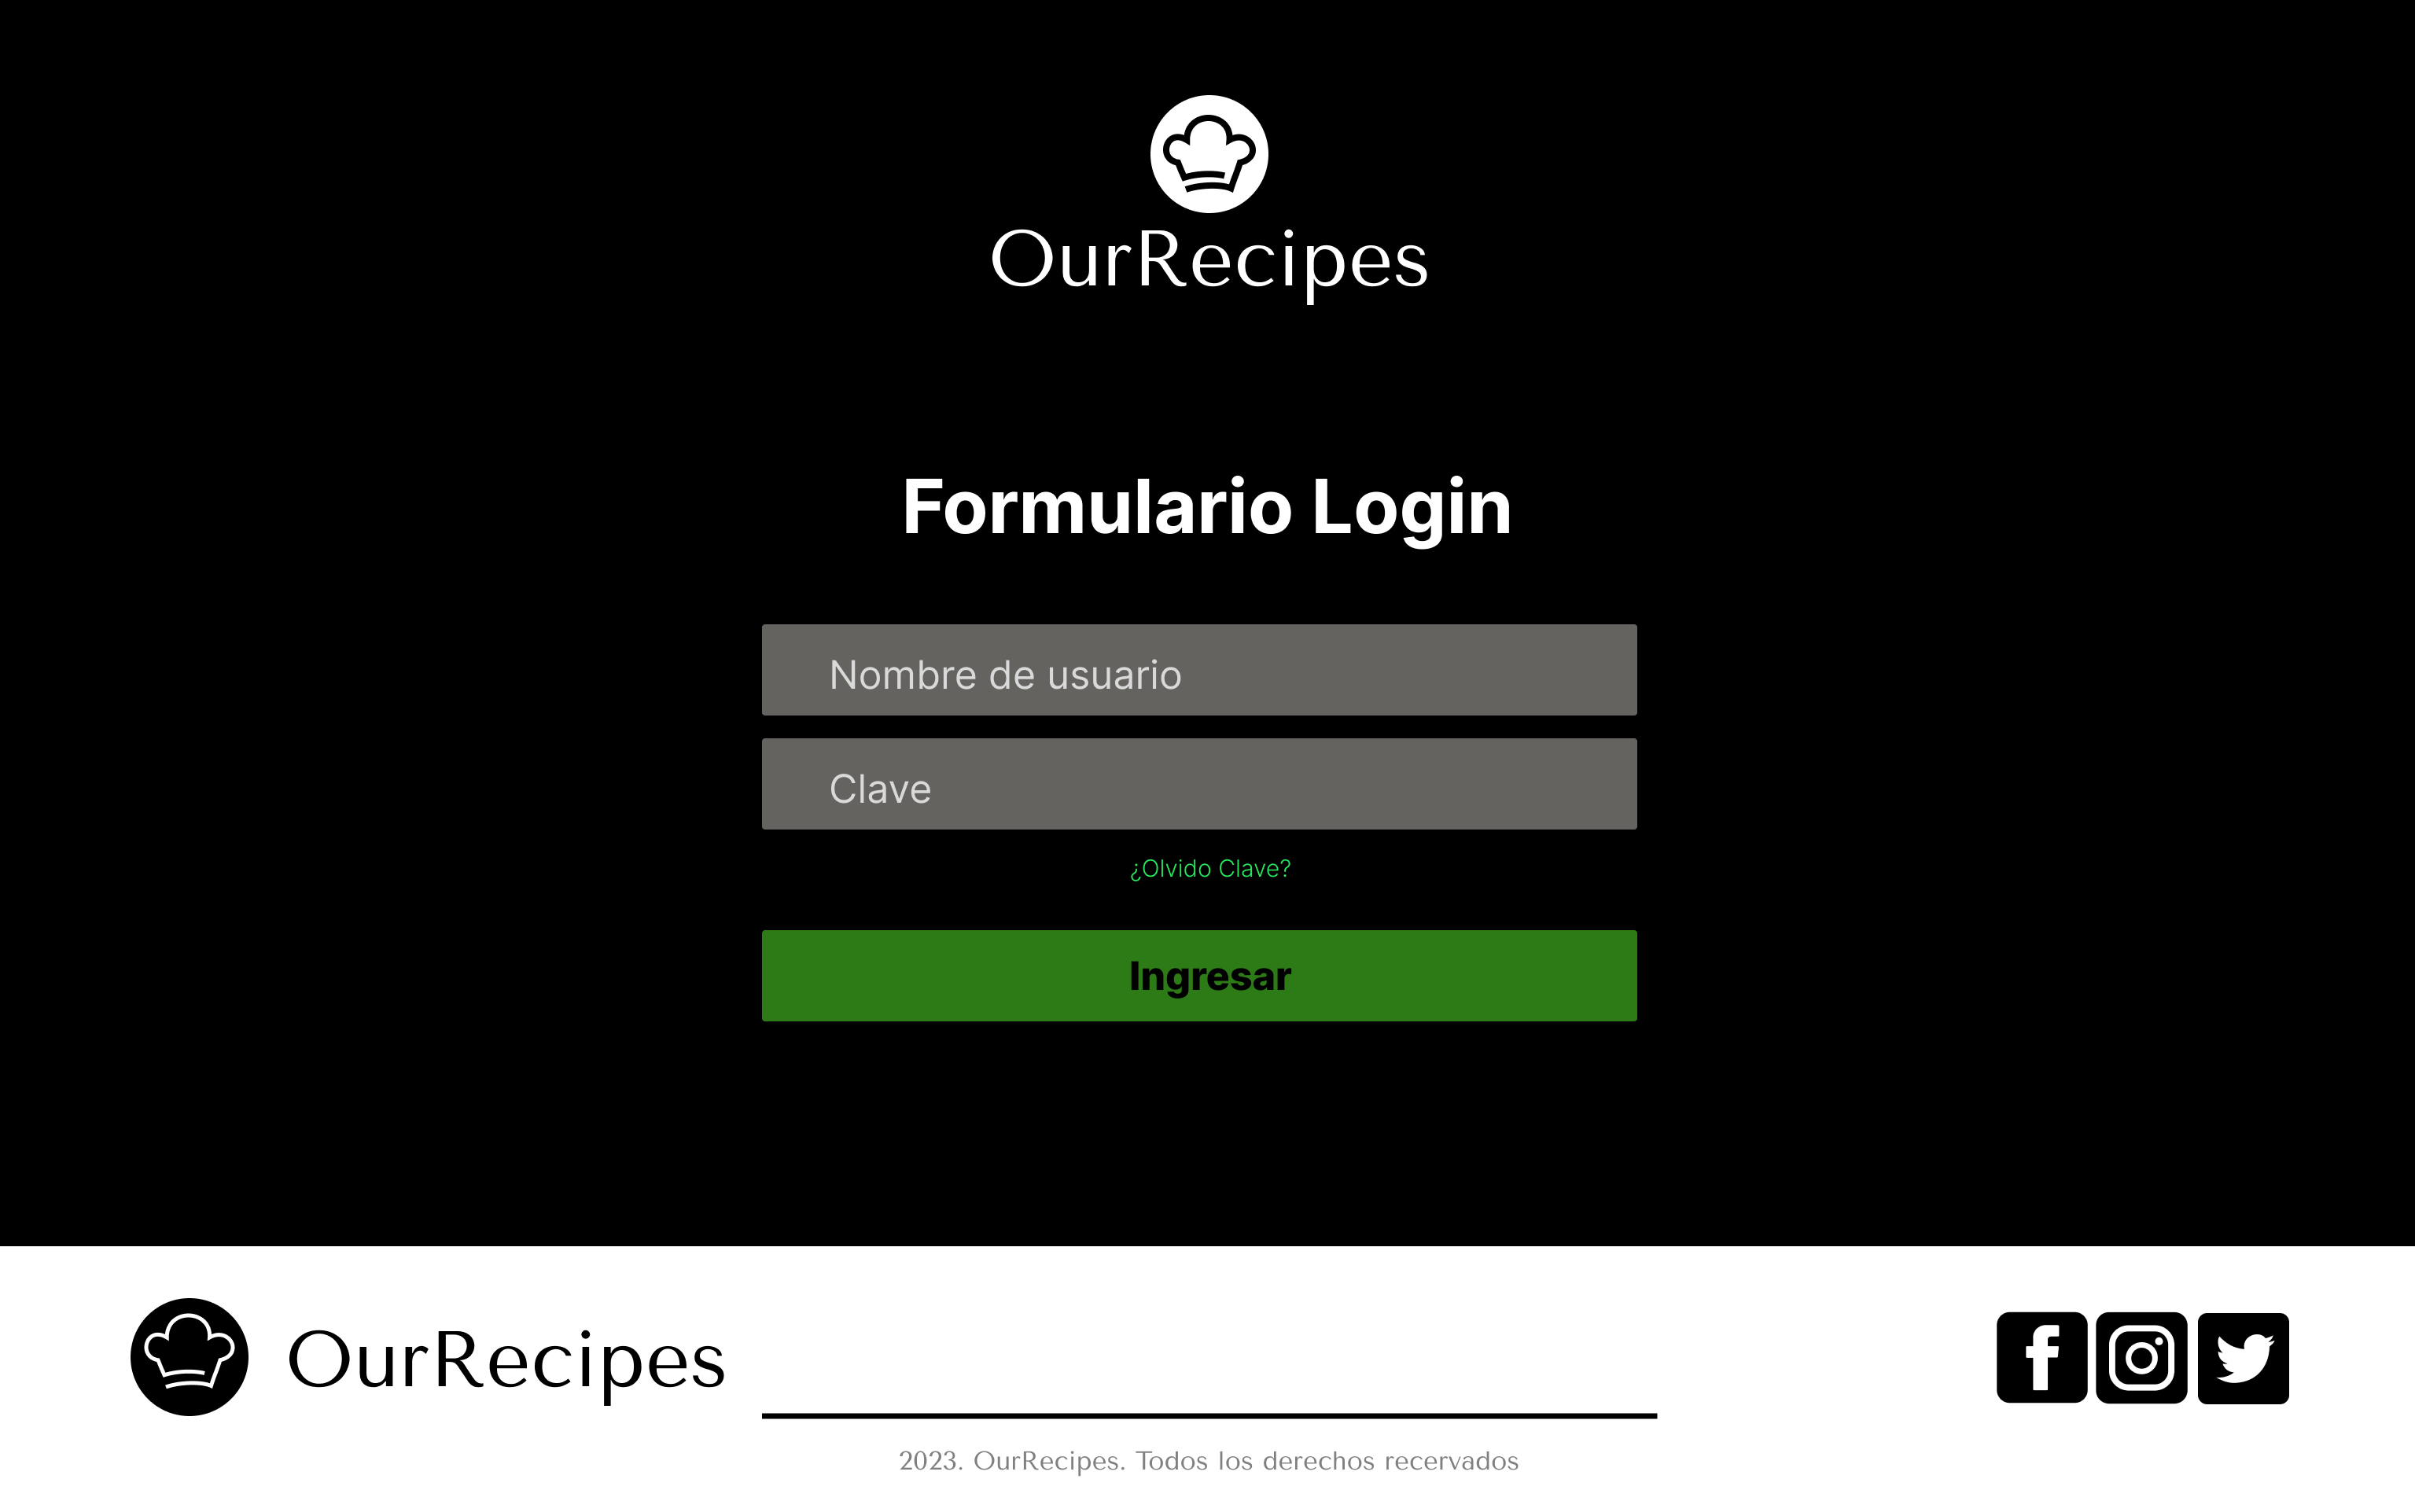 OurRecipes
Formulario Login
Nombre de usuario
Clave
¿Olvido Clave?
Ingresar
OurRecipes
2023. OurRecipes. Todos los derechos recervados